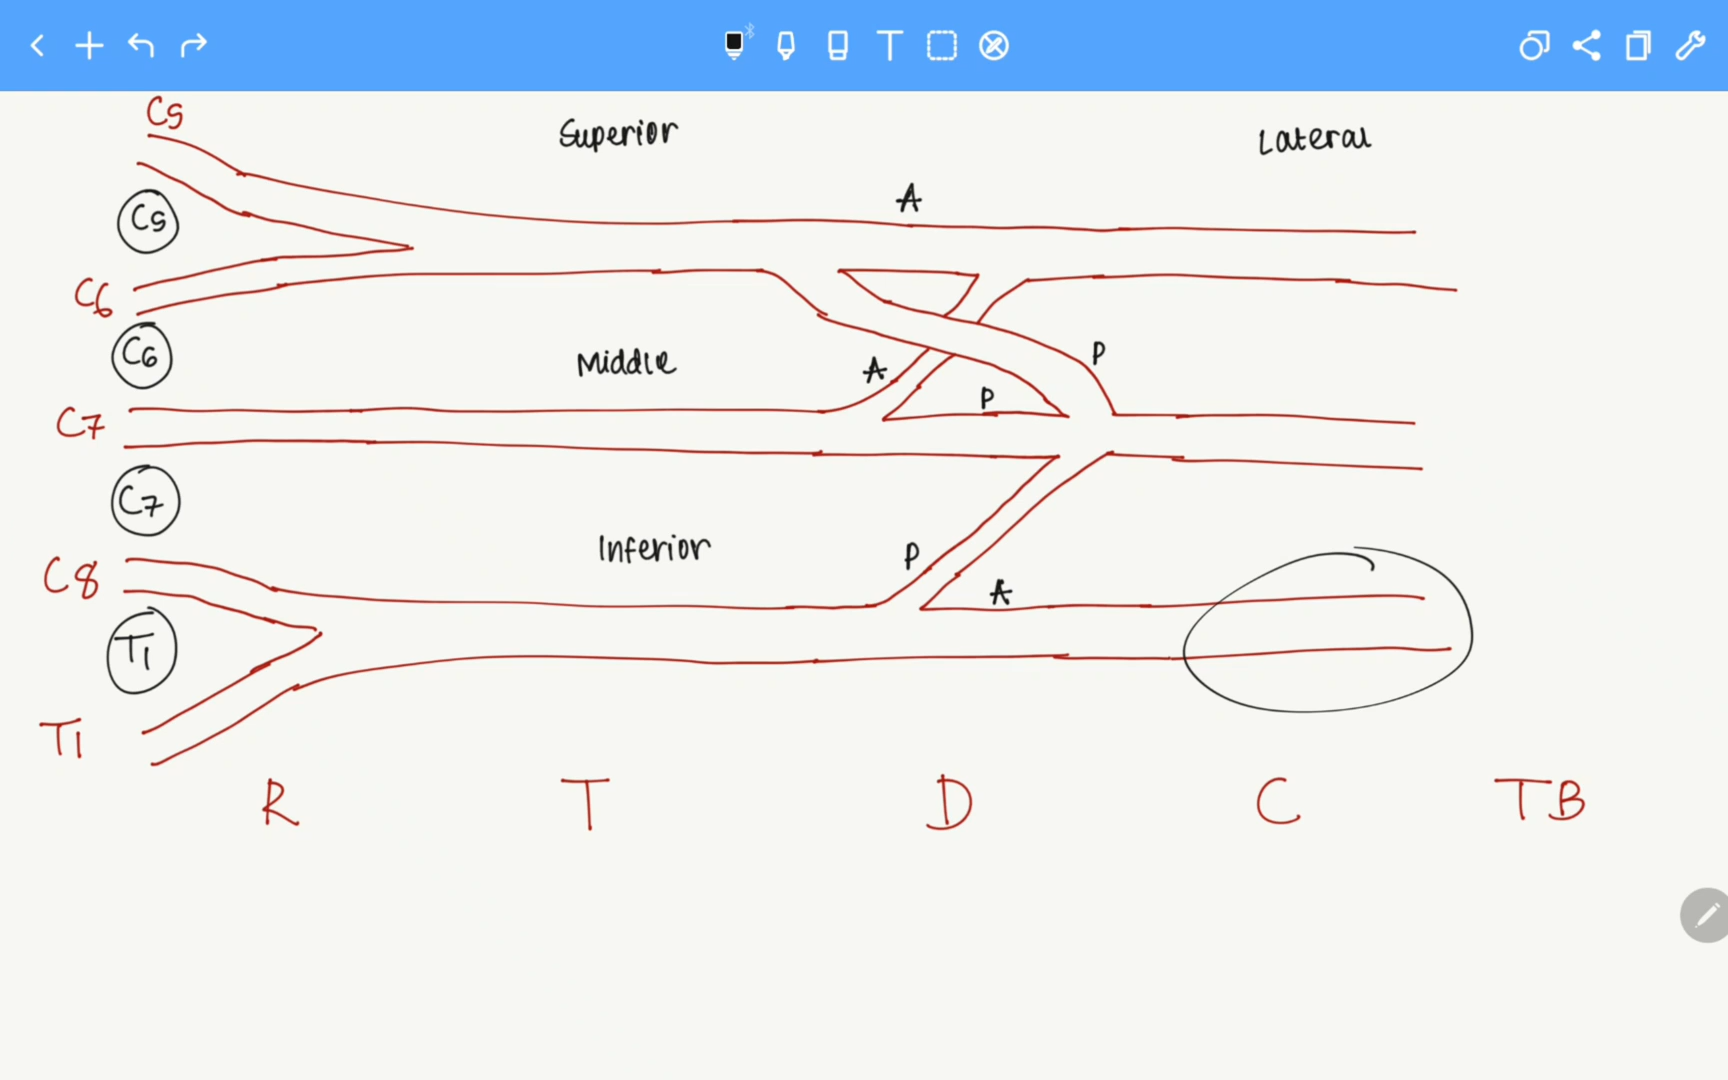 C5
Superior
Lateral
A
C5
C6
C6
Middle
A
P
P
C7
C7
Inferior
P
C8
A
T1
T1
R T D C TB